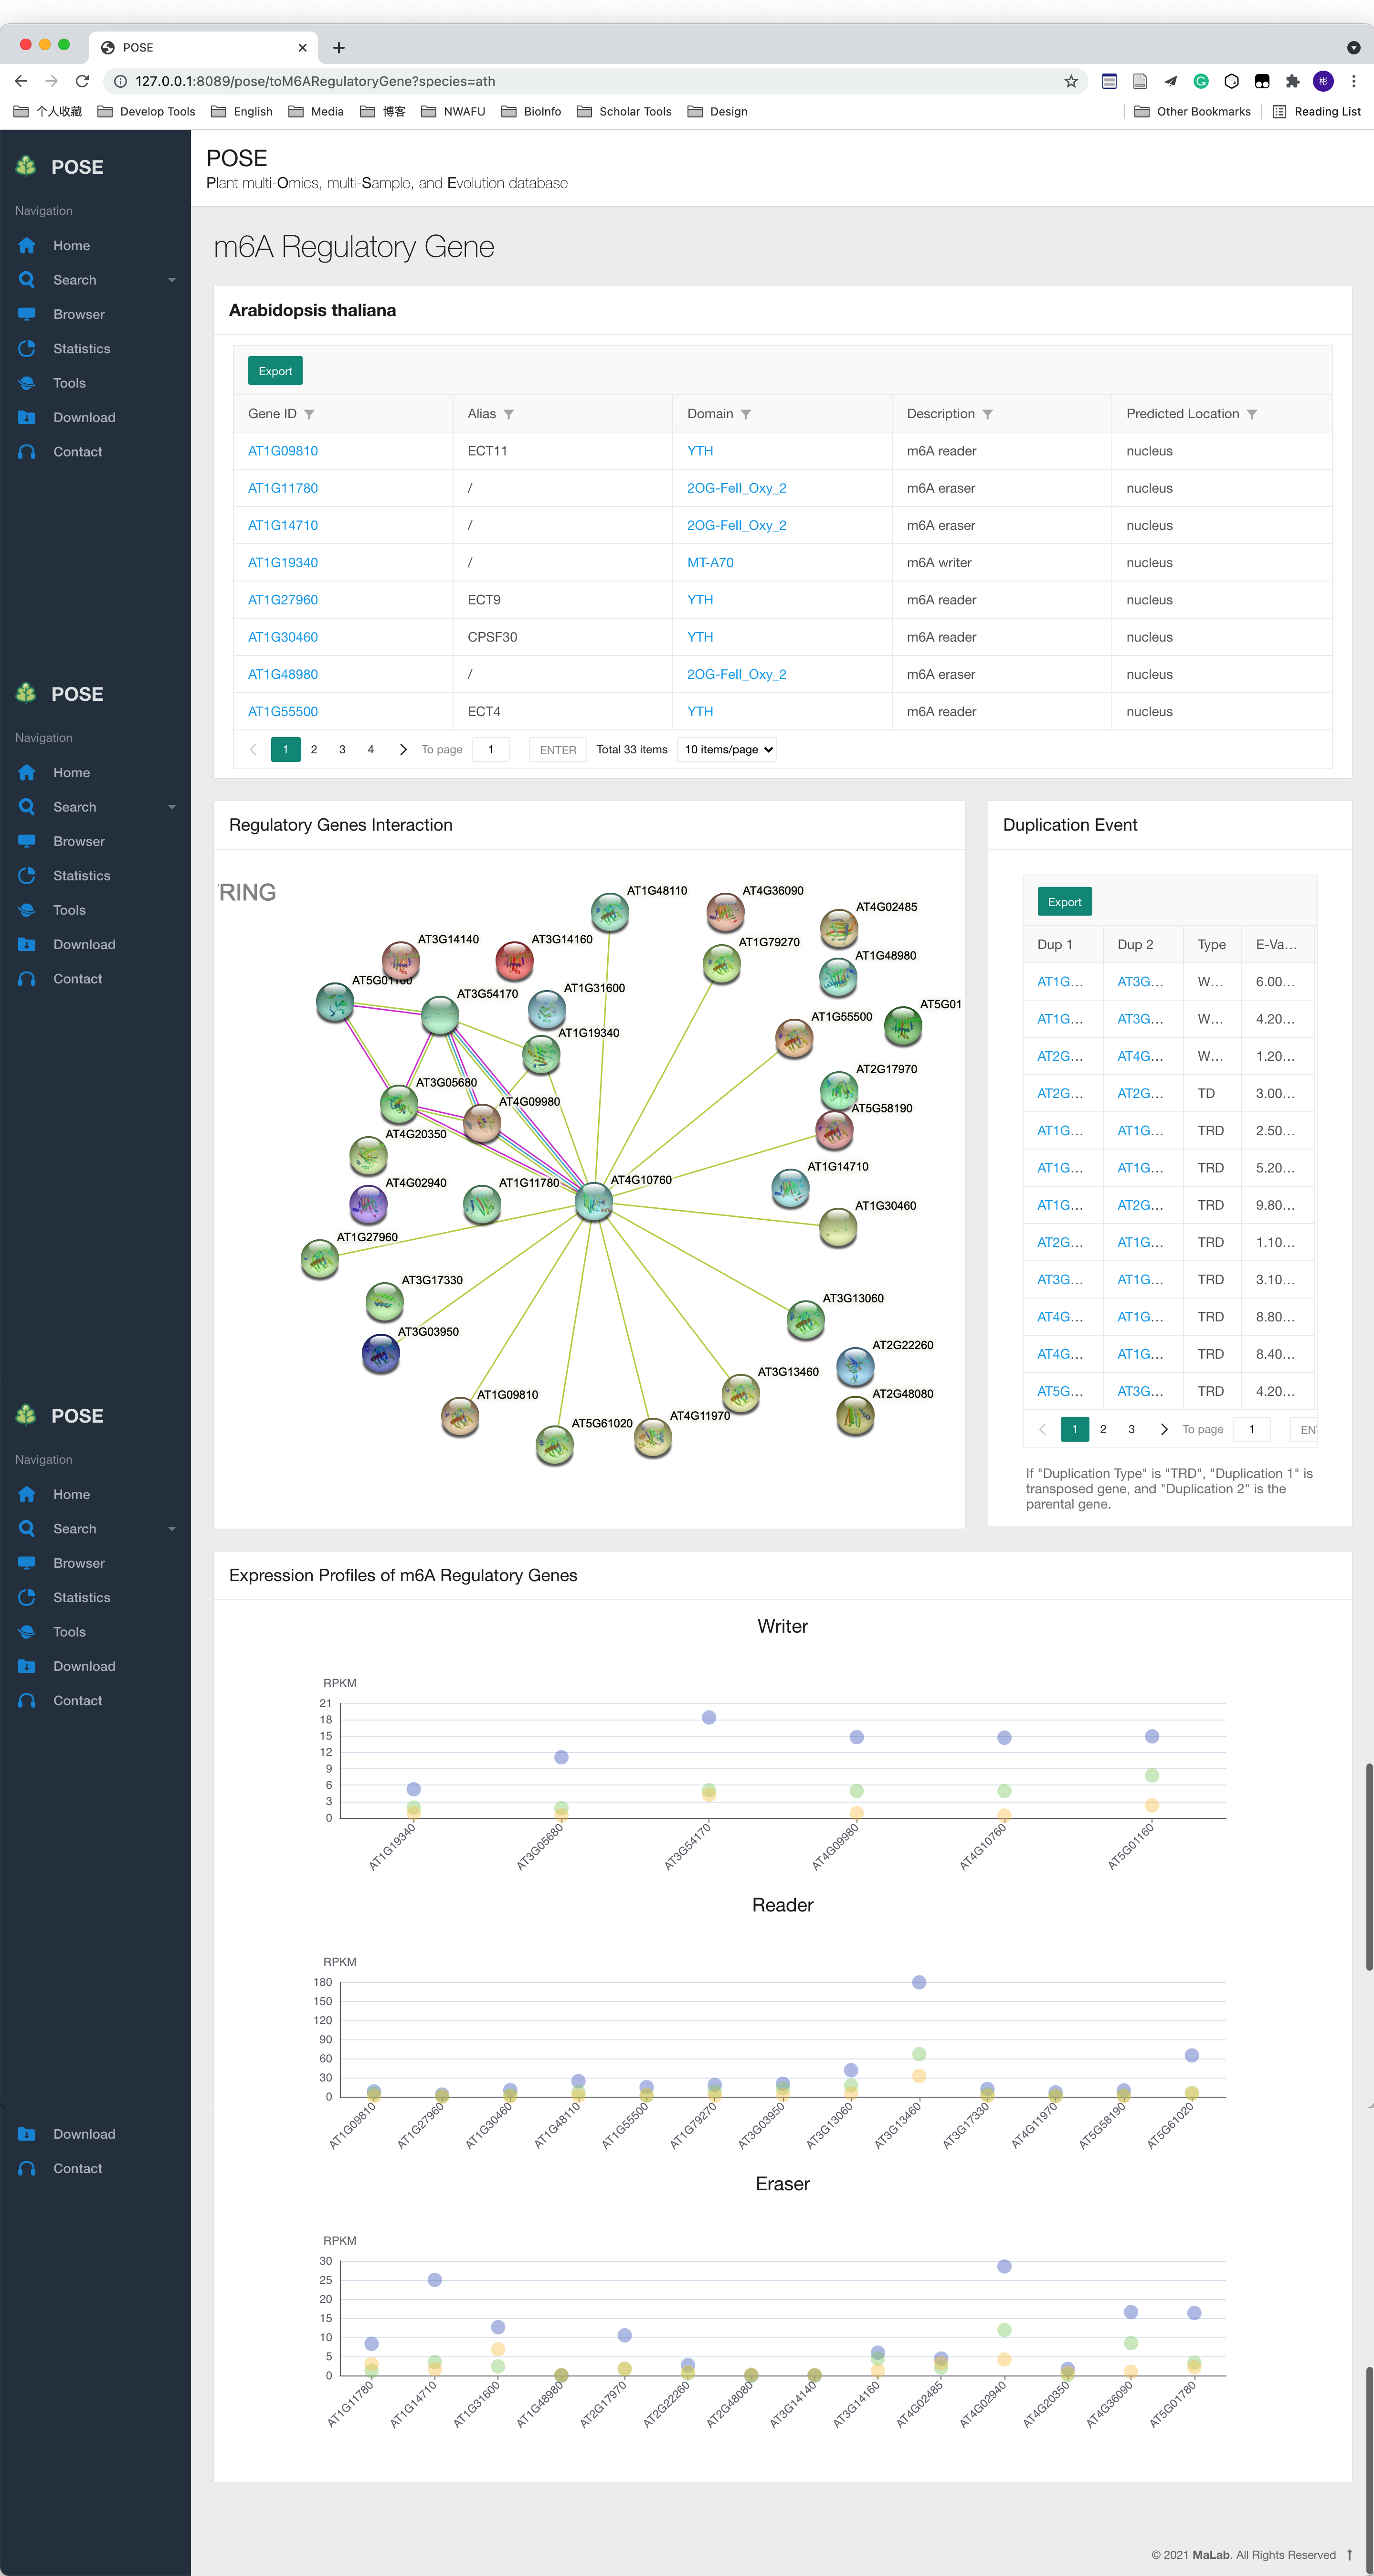 POSE
127.0.0.1:8089/pose/toM6ARegulatoryGene?species=ath
个人收藏 Develop Tools English Media 博客 NWAFU BioInfo Scholar Tools Design Other Bookmarks Reading List
POSE
Navigation
Home
Search
Browser
Statistics
Tools
Download
Contact
POSE
Plant multi-Omics, multi-Sample, and Evolution database
m6A Regulatory Gene
Arabidopsis thaliana
Export
Gene ID Alias Domain Description Predicted Location
AT1G09810 ECT11 YTH m6A reader nucleus
AT1G11780 / 2OG-FeII_Oxy_2 m6A eraser nucleus
AT1G14710 / 2OG-FeII_Oxy_2 m6A eraser nucleus
AT1G19340 / MT-A70 m6A writer nucleus
AT1G27960 ECT9 YTH m6A reader nucleus
AT1G30460 CPSF30 YTH m6A reader nucleus
AT1G48980 / 2OG-FeII_Oxy_2 m6A eraser nucleus
AT1G55500 ECT4 YTH m6A reader nucleus
1 2 3 4 To page 1 ENTER Total 33 items 10 items/page
POSE
Navigation
Home
Search
Browser
Statistics
Tools
Download
Contact
Regulatory Genes Interaction
RING
AT1G48110
AT4G36090
AT4G02485
AT3G14140
AT3G14160
AT1G79270
AT1G48980
AT5G01160
AT3G54170
AT1G31600
AT5G01
AT1G55500
AT1G19340
AT2G17970
AT3G05680
AT4G09980
AT5G58190
AT4G20350
AT1G14710
AT4G02940
AT1G11780
AT4G10760
AT1G30460
AT1G27960
AT3G17330
AT3G13060
AT3G03950
AT2G22260
AT3G13460
AT1G09810
AT2G48080
AT4G11970
AT5G61020
Duplication Event
Export
Dup 1 Dup 2 Type E-Va...
AT1G... AT3G... W... 6.00...
AT1G... AT3G... W... 4.20...
AT2G... AT4G... W... 1.20...
AT2G... AT2G... TD 3.00...
AT1G... AT1G... TRD 2.50...
AT1G... AT1G... TRD 5.20...
AT1G... AT2G... TRD 9.80...
AT2G... AT1G... TRD 1.10...
AT3G... AT1G... TRD 3.10...
AT4G... AT1G... TRD 8.80...
AT4G... AT1G... TRD 8.40...
AT5G... AT3G... TRD 4.20...
1 2 3 To page 1 EN
If "Duplication Type" is "TRD", "Duplication 1" is
transposed gene, and "Duplication 2" is the
parental gene.
POSE
Navigation
Home
Search
Browser
Statistics
Tools
Download
Contact
Expression Profiles of m6A Regulatory Genes
Writer
RPKM
21
18
15
12
9
6
3
0
AT1G19340 AT3G05680 AT3G54170 AT4G09980 AT4G10760 AT5G01160
Reader
RPKM
180
150
120
90
60
30
0
AT1G09810 AT1G27960 AT1G30460 AT1G48110 AT1G55500 AT1G79270 AT3G03950 AT3G13060 AT3G13460 AT3G17330 AT4G11970 AT5G58190 AT5G61020
Download
Contact
Eraser
RPKM
30
25
20
15
10
5
0
AT1G11780 AT1G14710 AT1G31600 AT1G48980 AT2G17970 AT2G22260 AT2G48080 AT3G14140 AT3G14160 AT4G02485 AT4G02940 AT4G20350 AT4G36090 AT5G01780
© 2021 MaLab. All Rights Reserved